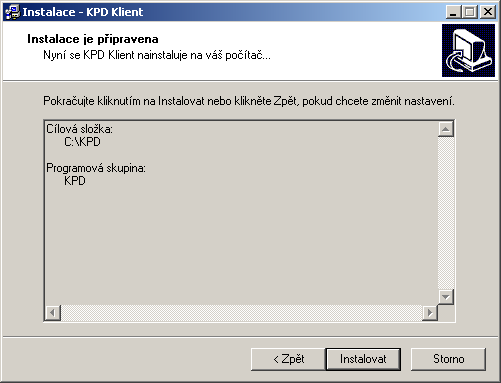 Instalace - KPD Klient
Instalace je připravena
Nyní se KPD Klient nainstaluje na váš počítač...
Pokračujte kliknutím na Instalovat nebo klikněte Zpět, pokud chcete změnit nastavení.
Cílová složka:
C:\KPD
Programová skupina:
KPD
< Zpět
Instalovat
Storno